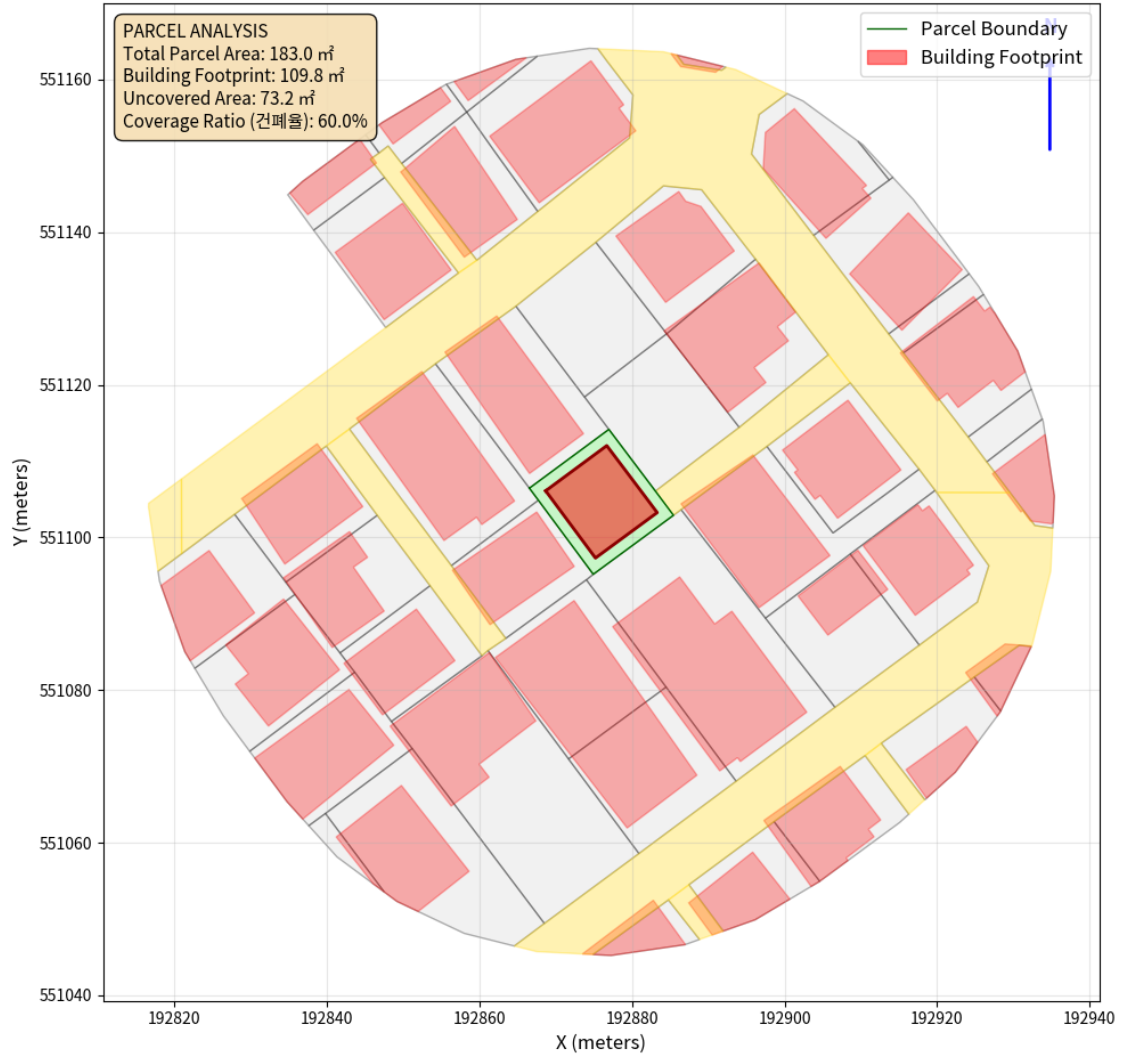 PARCEL ANALYSIS
Total Parcel Area: 183.0 ㎡
Building Footprint: 109.8 ㎡
Uncovered Area: 73.2 ㎡
Coverage Ratio (건폐율): 60.0%
Parcel Boundary
Building Footprint
N
Y (meters)
551160
551140
551120
551100
551080
551060
551040
192820
192840
192860
192880
192900
192920
192940
X (meters)